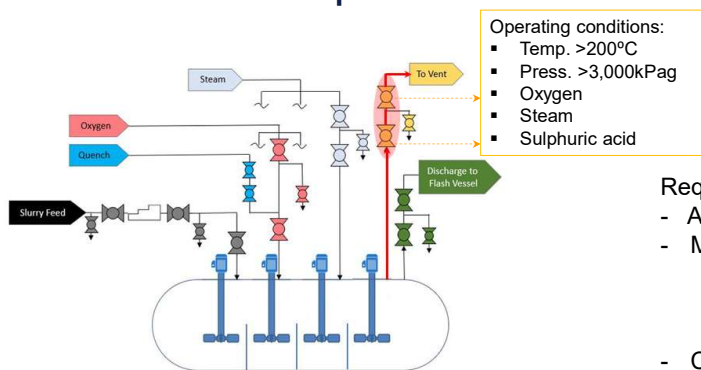 Operating conditions:
▪ Temp. >200ºC
▪ Press. >3,000kPag
▪ Oxygen
▪ Steam
▪ Sulphuric acid
To Vent
Steam
Oxygen
Quench
Discharge to
Flash Vessel
Slurry Feed